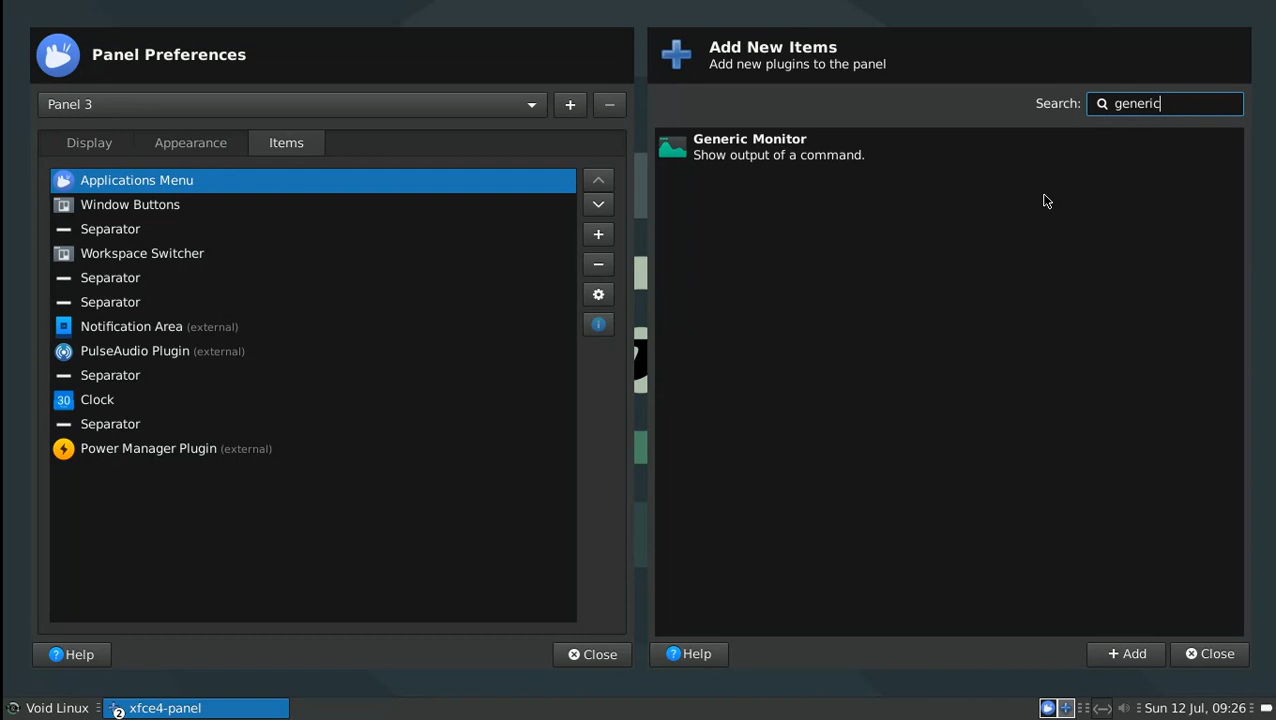 Panel Preferences
Panel 3
Display Appearance Items
Applications Menu
Window Buttons
Separator
Workspace Switcher
Separator
Separator
Notification Area (external)
PulseAudio Plugin (external)
Separator
30 Clock
Separator
Power Manager Plugin (external)
Help
Close
Add New Items
Add new plugins to the panel
Search: generic
Generic Monitor
Show output of a command.
Help
Add
Close
Void Linux
2 xfce4-panel
Sun 12 Jul, 09:26